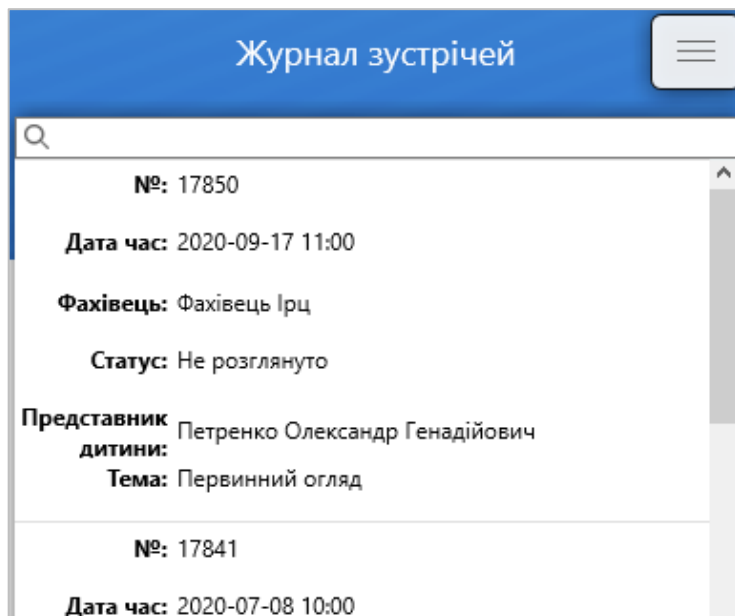 Журнал зустрічей
№: 17850
Дата час: 2020-09-17 11:00
Фахівець: Фахівець Ірц
Статус: Не розглянуто
Представник дитини: Петренко Олександр Генадійович
Тема: Первинний огляд
№: 17841
Дата час: 2020-07-08 10:00